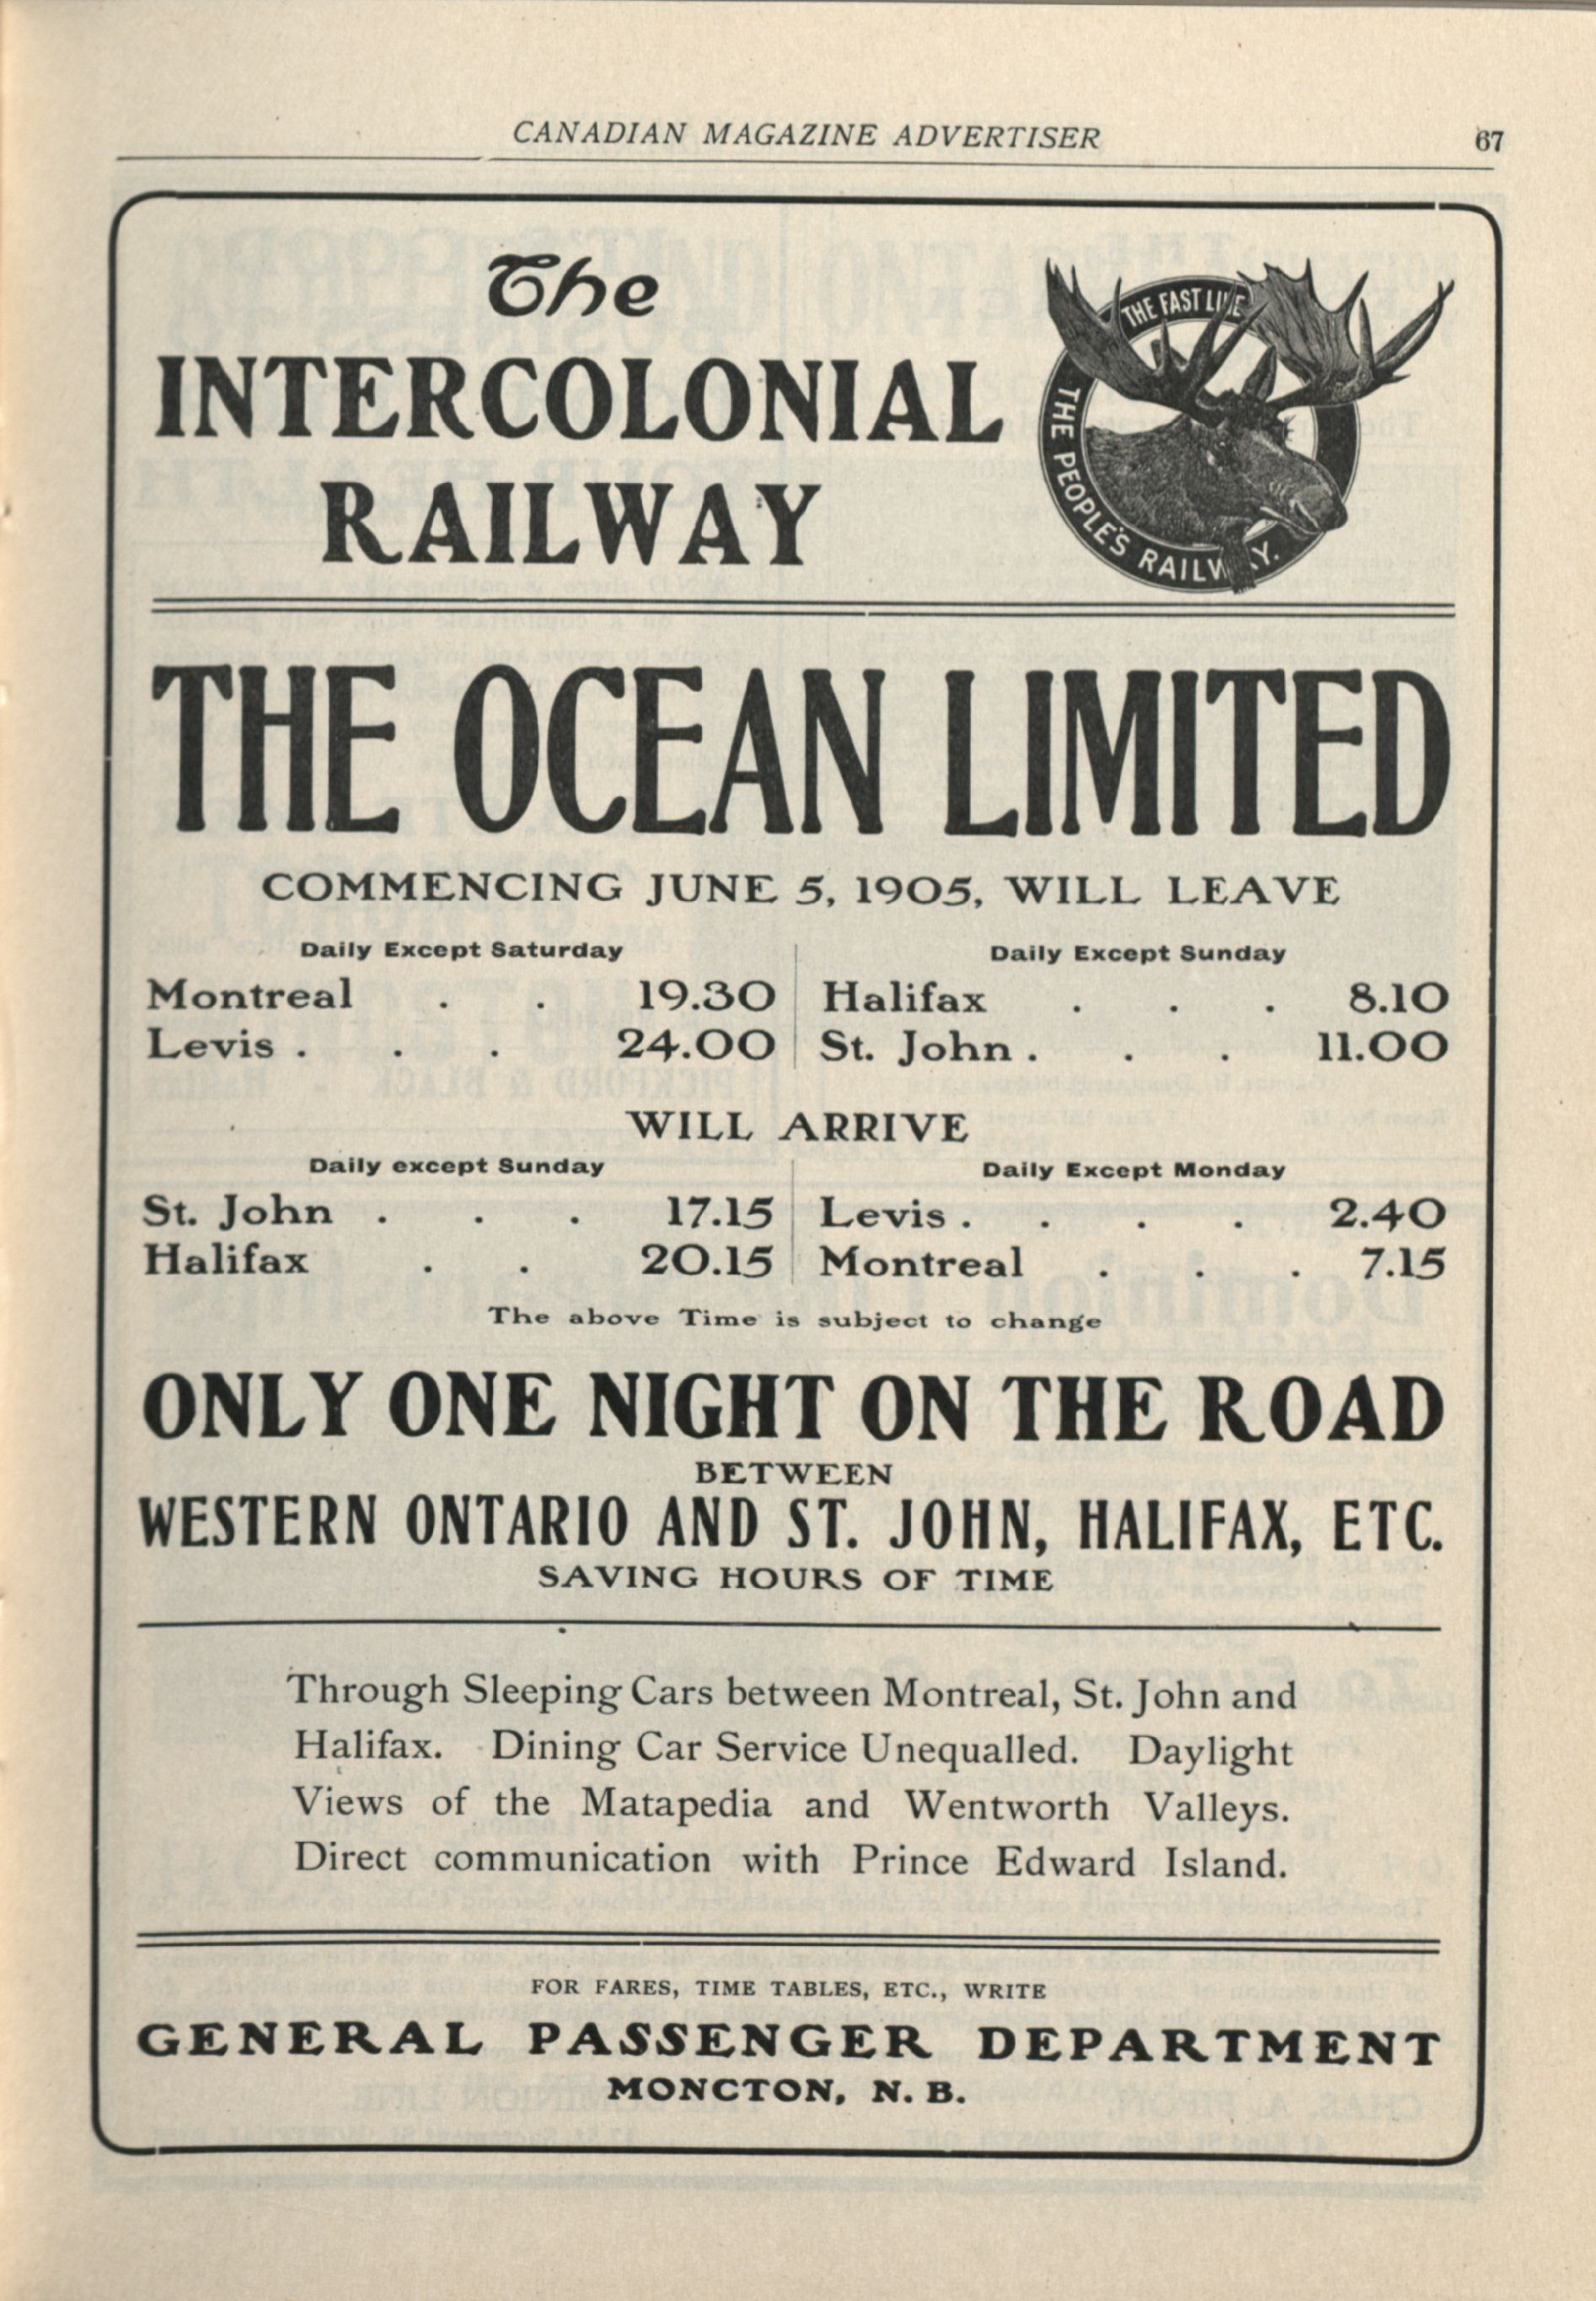 CANADIAN MAGAZINE ADVERTISER 67
The
INTERCOLONIAL
RAILWAY
THE FAST LINE
THE PEOPLE'S RAILWAY.
THE OCEAN LIMITED
COMMENCING JUNE 5, 1905, WILL LEAVE
Daily Except Saturday
Montreal . . 19.30
Levis . . . 24.00
Daily Except Sunday
Halifax . . . 8.10
St. John . . . 11.00
WILL ARRIVE
Daily except Sunday
St. John . . . 17.15
Halifax . . 20.15
Daily Except Monday
Levis . . . . 2.40
Montreal . . . 7.15
The above Time is subject to change
ONLY ONE NIGHT ON THE ROAD
BETWEEN
WESTERN ONTARIO AND ST. JOHN, HALIFAX, ETC.
SAVING HOURS OF TIME
Through Sleeping Cars between Montreal, St. John and
Halifax. Dining Car Service Unequalled. Daylight
Views of the Matapedia and Wentworth Valleys.
Direct communication with Prince Edward Island.
FOR FARES, TIME TABLES, ETC., WRITE
GENERAL PASSENGER DEPARTMENT
MONCTON, N. B.